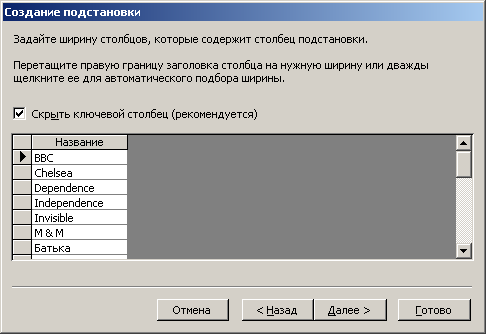 Создание подстановки
Задайте ширину столбцов, которые содержит столбец подстановки.
Перетащите правую границу заголовка столбца на нужную ширину или дважды
щелкните ее для автоматического подбора ширины.
Скрыть ключевой столбец (рекомендуется)
Название
BBC
Chelsea
Dependence
Independence
Invisible
M & M
Батька
Отмена
< Назад
Далее >
Готово